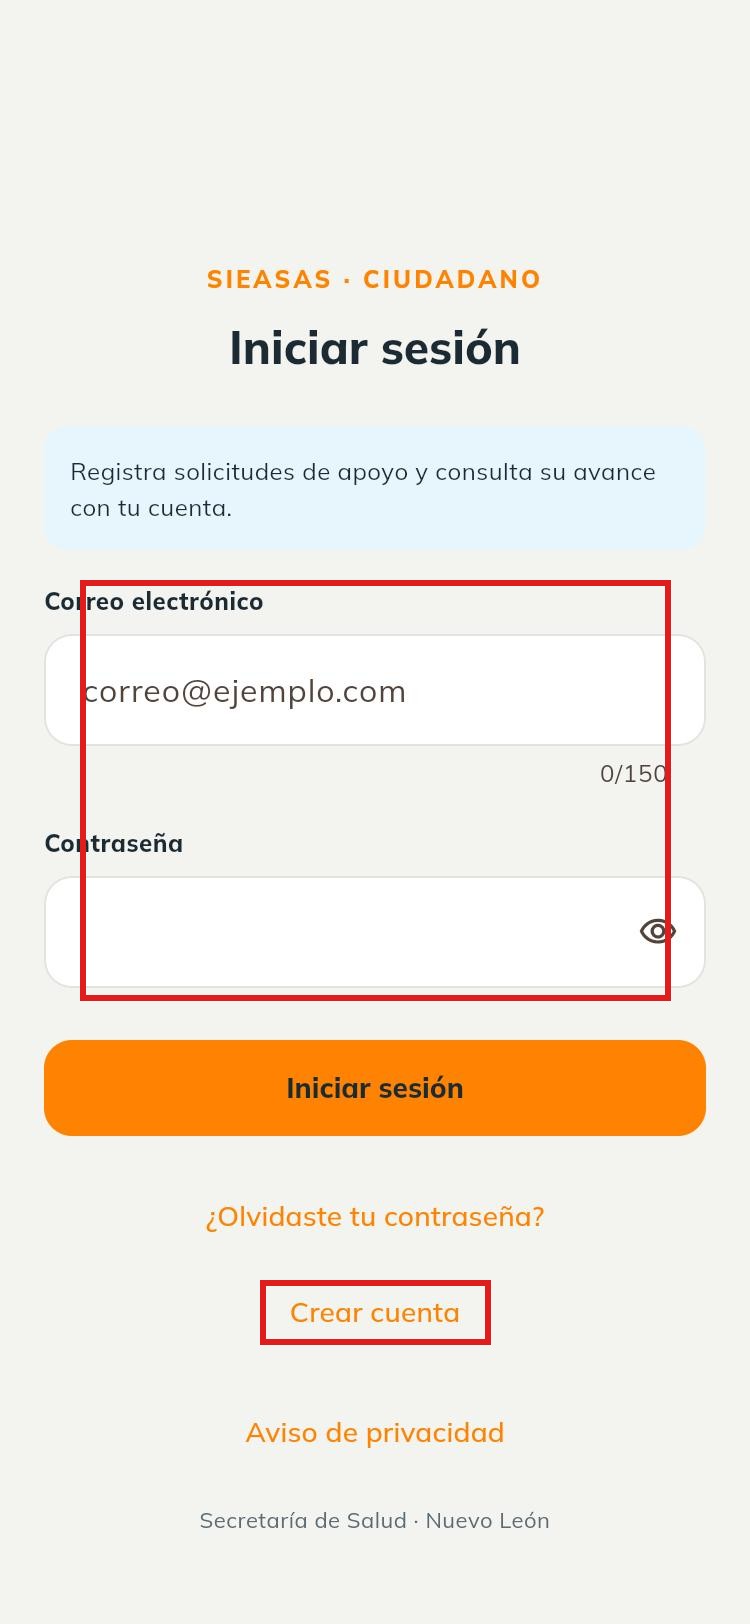 SIEASAS · CIUDADANO
Iniciar sesión
Registra solicitudes de apoyo y consulta su avance
con tu cuenta.
Correo electrónico
correo@ejemplo.com
0/150
Contraseña
Iniciar sesión
¿Olvidaste tu contraseña?
Crear cuenta
Aviso de privacidad
Secretaría de Salud · Nuevo León